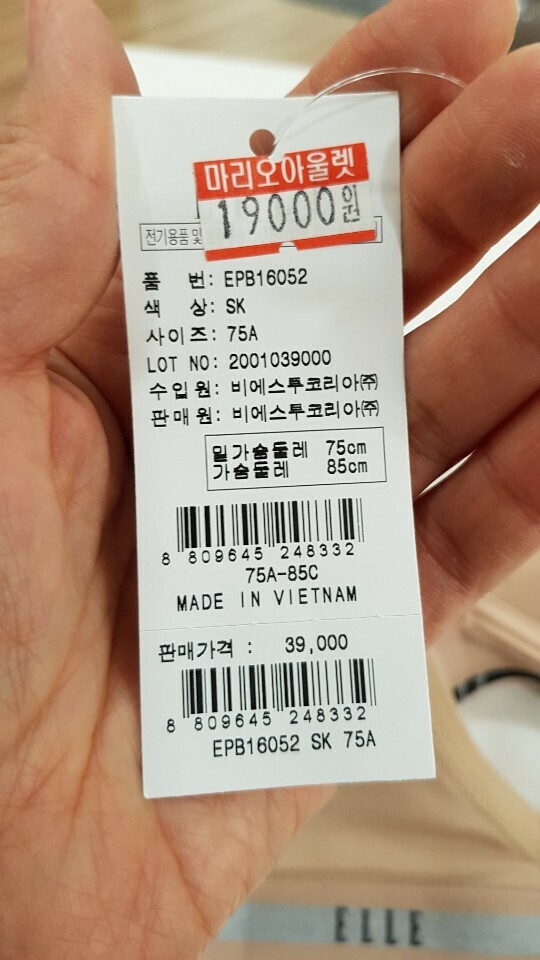 마리오아울렛
19000원
전기용품 및
품 번: EPB16052
색 상: SK
사이즈: 75A
LOT NO: 2001039000
수입원: 비에스투코리아㈜
판매원: 비에스투코리아㈜
밑가슴둘레 75cm
가슴둘레 85cm
8 809645 248332
75A-85C
MADE IN VIETNAM
판매가격 : 39,000
8 809645 248332
EPB16052 SK 75A
ELLE